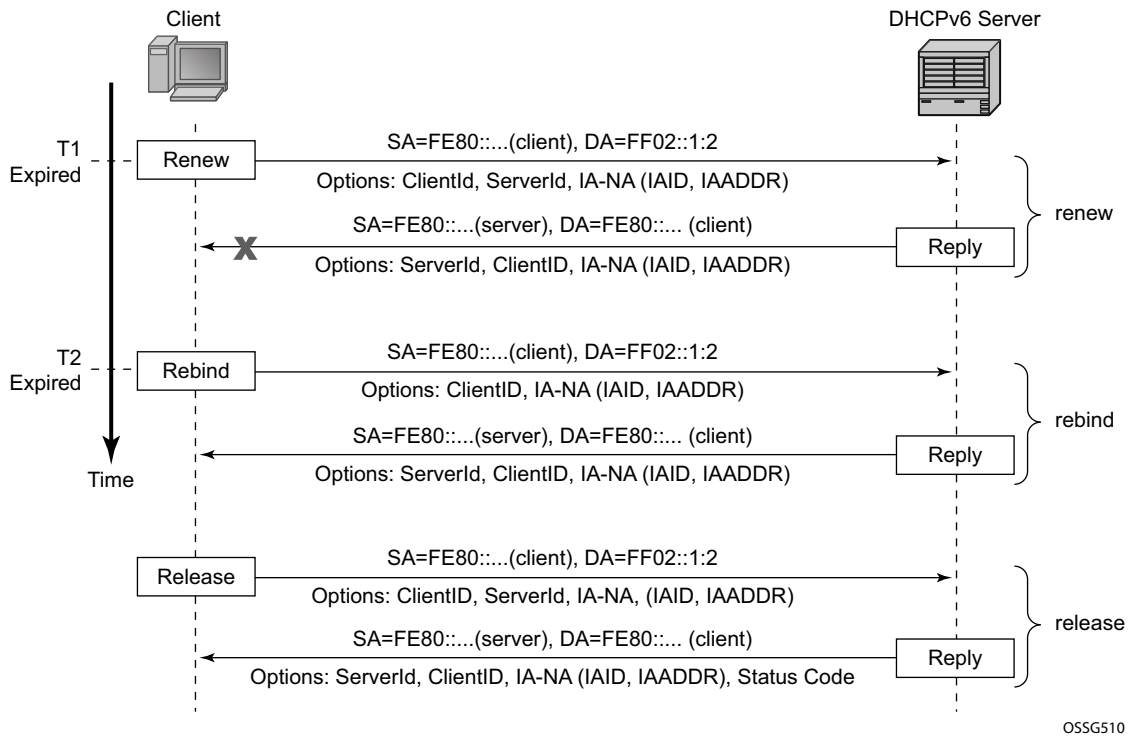 Client
DHCPv6 Server
T1
Expired
Renew
SA=FE80::...(client), DA=FF02::1:2
Options: ClientId, ServerId, IA-NA (IAID, IAADDR)
renew
SA=FE80::...(server), DA=FE80::... (client)
X
Reply
Options: ServerId, ClientID, IA-NA (IAID, IAADDR)
T2
Expired
Rebind
SA=FE80::...(client), DA=FF02::1:2
Options: ClientID, IA-NA (IAID, IAADDR)
rebind
SA=FE80::...(server), DA=FE80::... (client)
Reply
Options: ServerId, ClientID, IA-NA (IAID, IAADDR)
Time
Release
SA=FE80::...(client), DA=FF02::1:2
Options: ClientID, ServerId, IA-NA, (IAID, IAADDR)
release
SA=FE80::...(server), DA=FE80::... (client)
Reply
Options: ServerId, ClientID, IA-NA (IAID, IAADDR), Status Code
OSSG510